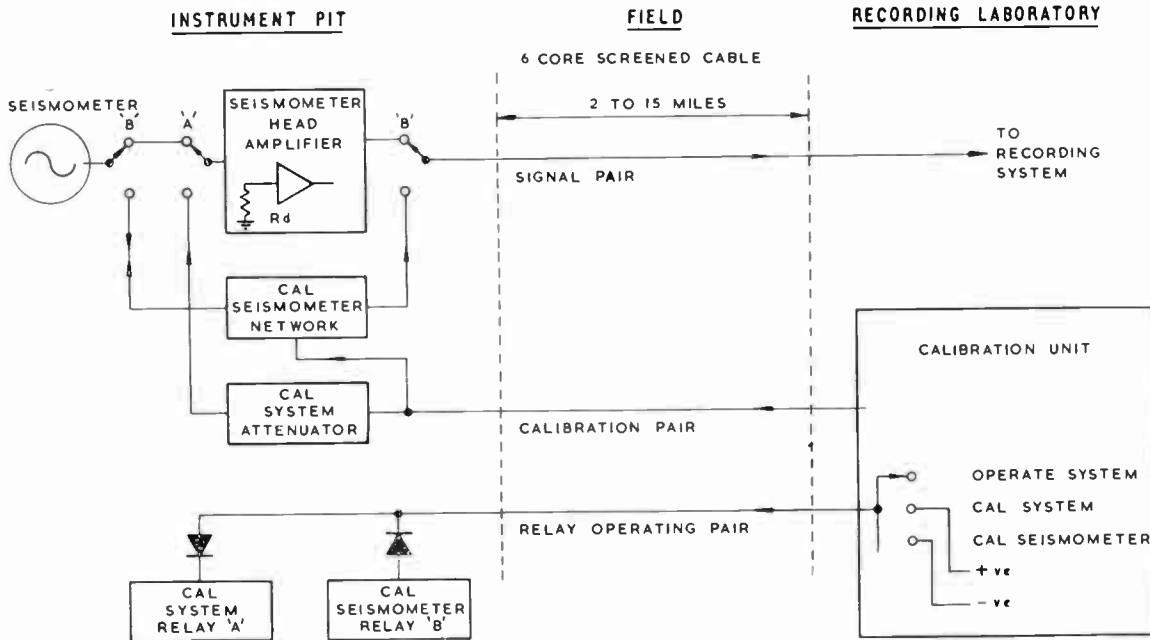 INSTRUMENT PIT
FIELD
RECORDING LABORATORY
6 CORE SCREENED CABLE
2 TO 15 MILES
SEISMOMETER
'B'
'A'
SEISMOMETER
HEAD
AMPLIFIER
Rd
'B'
SIGNAL PAIR
TO
RECORDING
SYSTEM
CAL
SEISMOMETER
NETWORK
CAL
SYSTEM
ATTENUATOR
CALIBRATION PAIR
CALIBRATION UNIT
OPERATE SYSTEM
CAL SYSTEM
CAL SEISMOMETER
+ ve
- ve
RELAY OPERATING PAIR
CAL
SYSTEM
RELAY 'A'
CAL
SEISMOMETER
RELAY 'B'